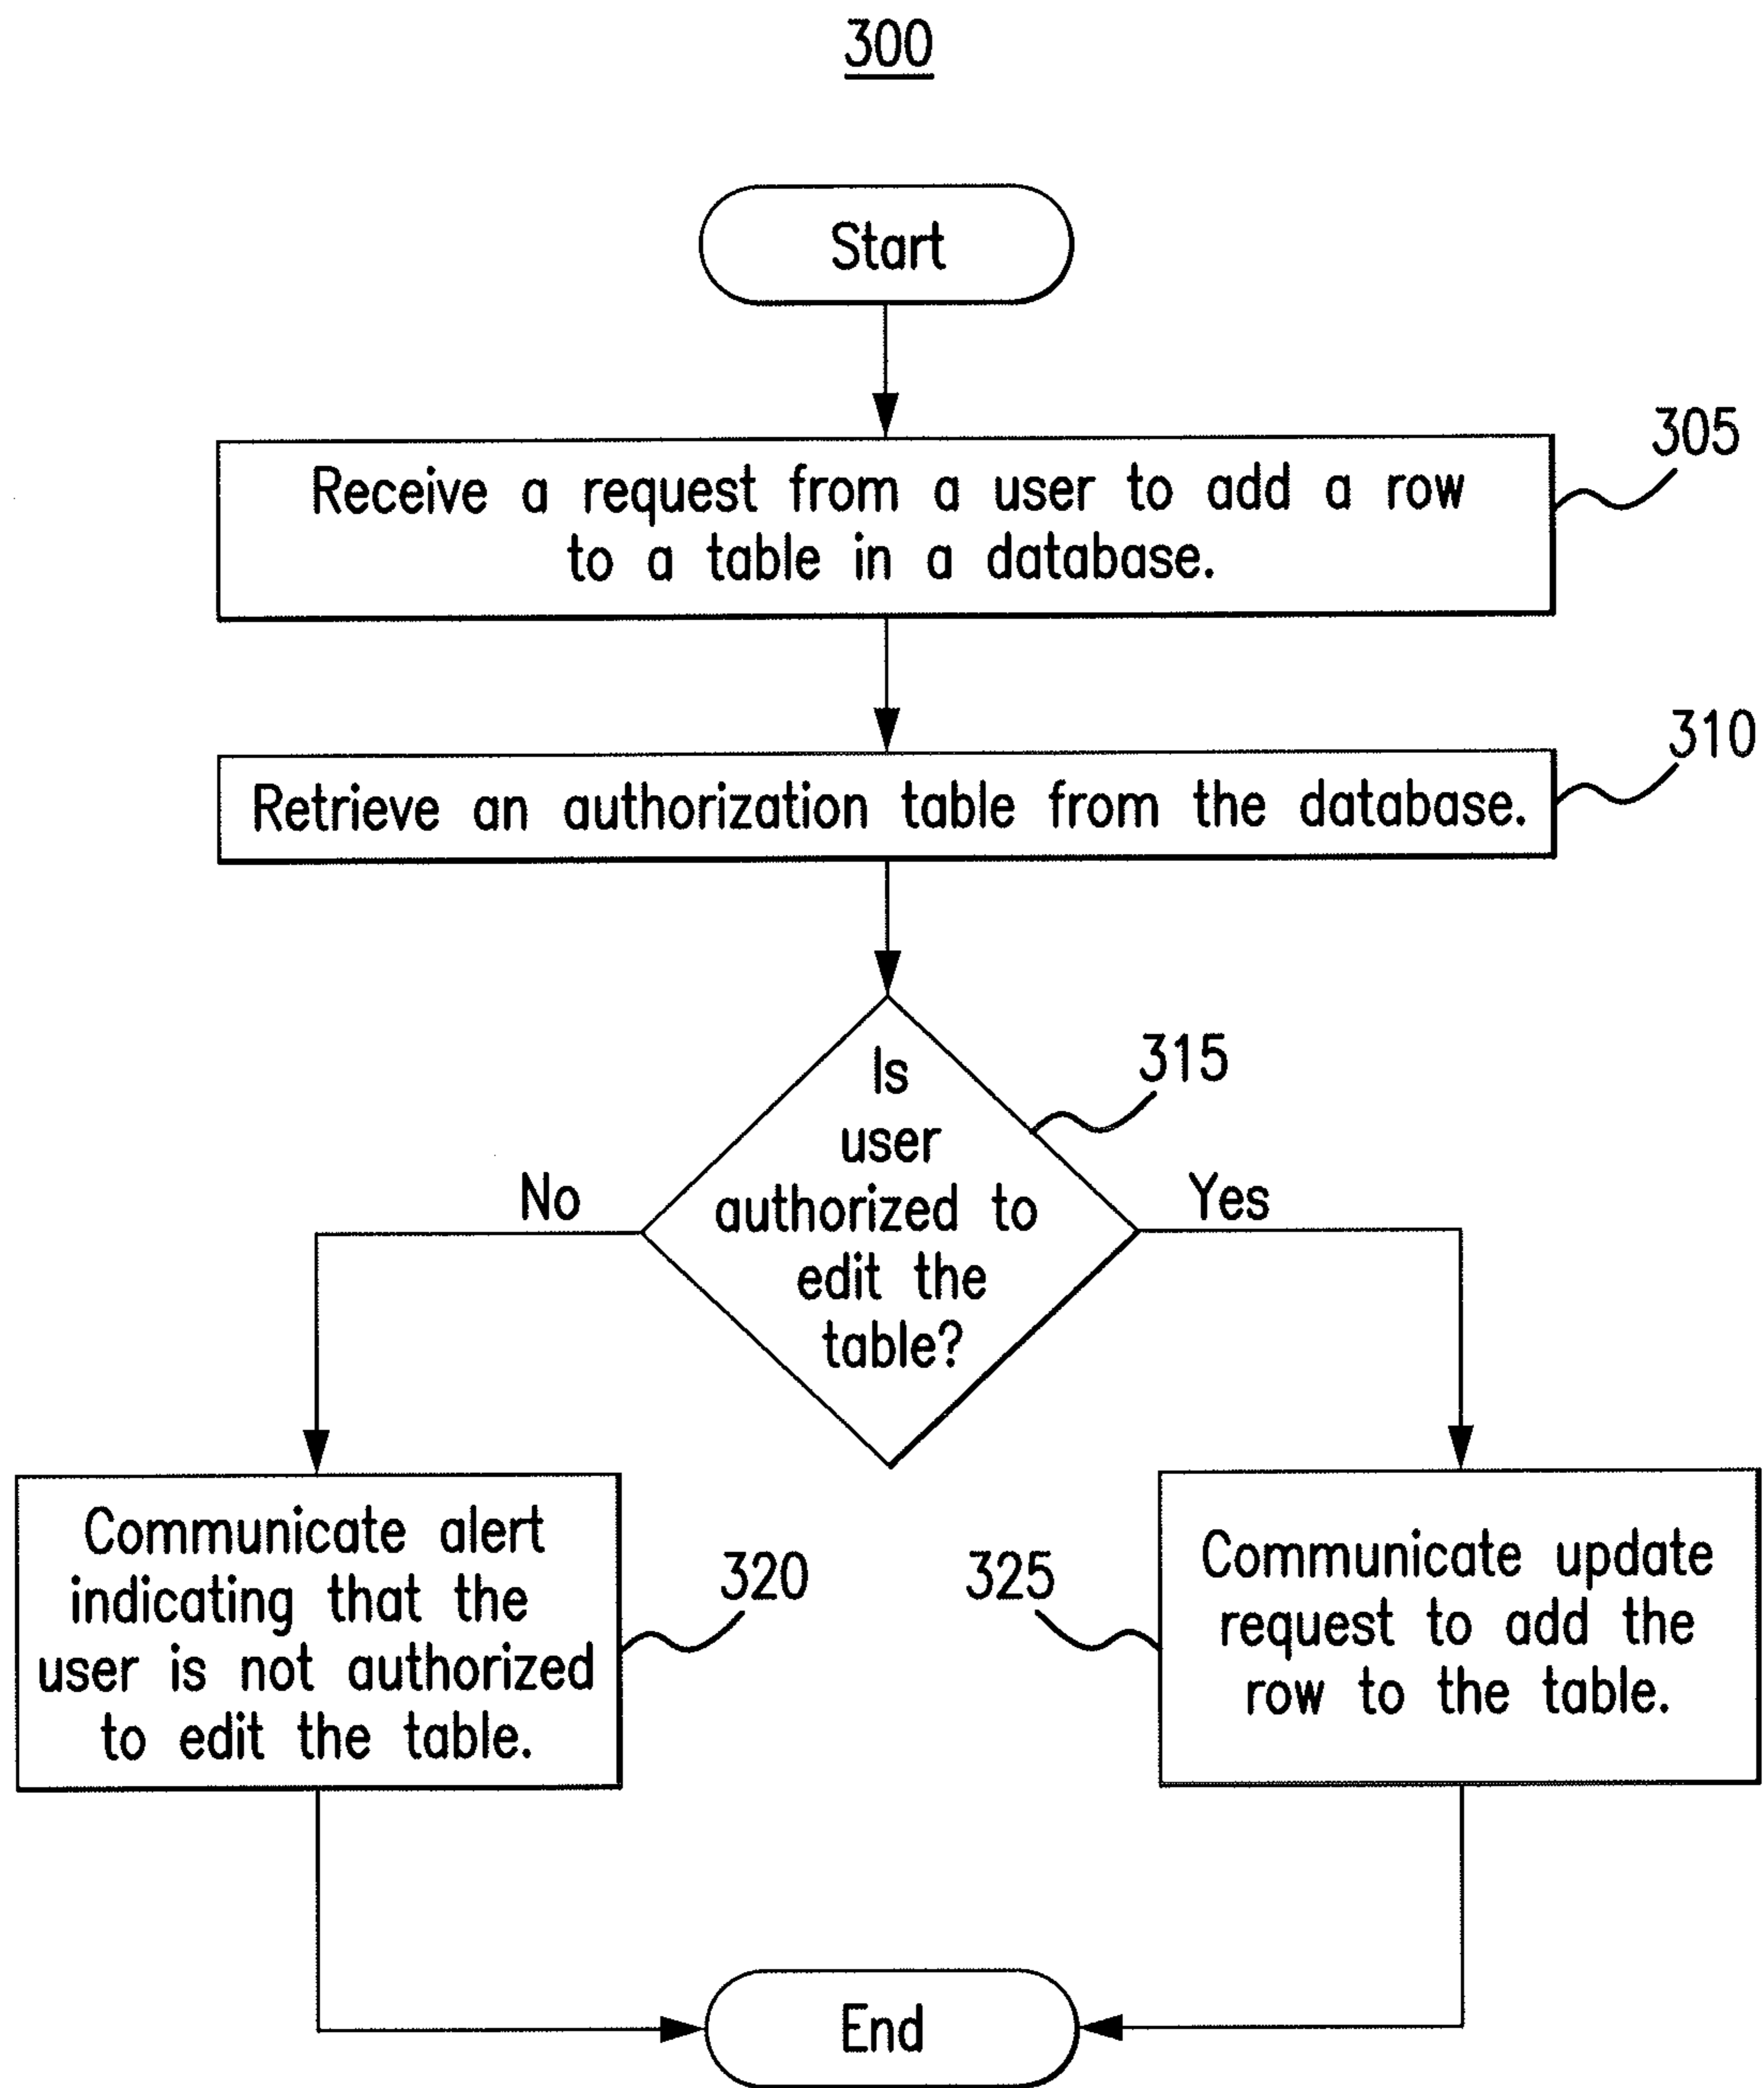 300
Start
305
Receive a request from a user to add a row
to a table in a database.
310
Retrieve an authorization table from the database.
315
Is
user
authorized to
edit the
table?
No
Yes
Communicate alert
indicating that the
user is not authorized
to edit the table.
320
325
Communicate update
request to add the
row to the table.
End